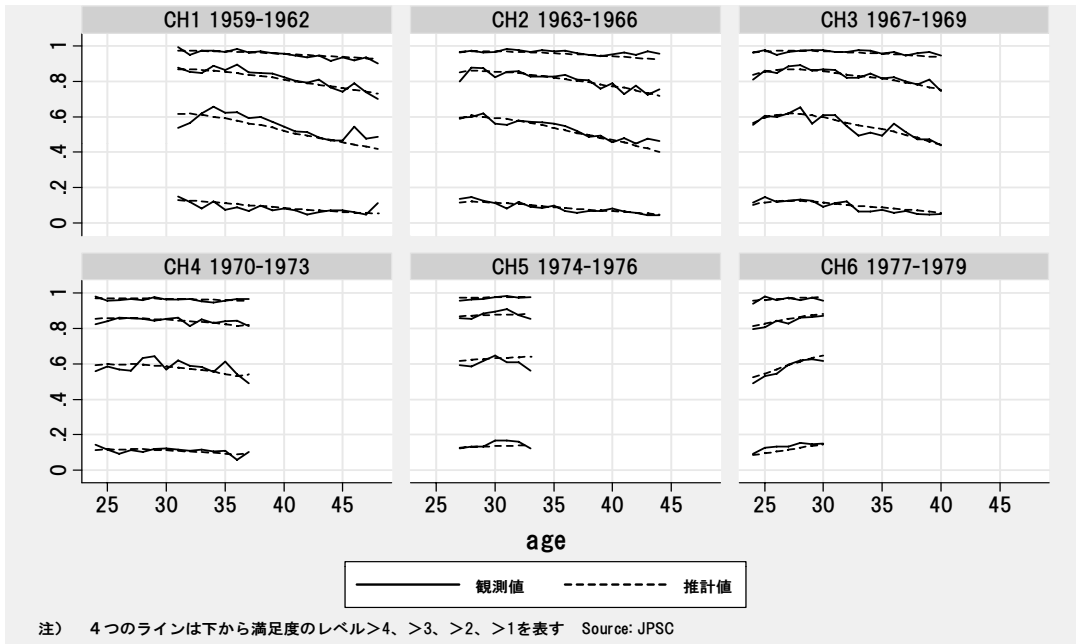 CH1 1959-1962
CH2 1963-1966
CH3 1967-1969
1
.8
.6
.4
.2
0
CH4 1970-1973
CH5 1974-1976
CH6 1977-1979
1
.8
.6
.4
.2
0
25 30 35 40 45
25 30 35 40 45
25 30 35 40 45
age
観測値
推計値
注） 4つのラインは下から満足度のレベル＞4、＞3、＞2、＞1を表す Source: JPSC